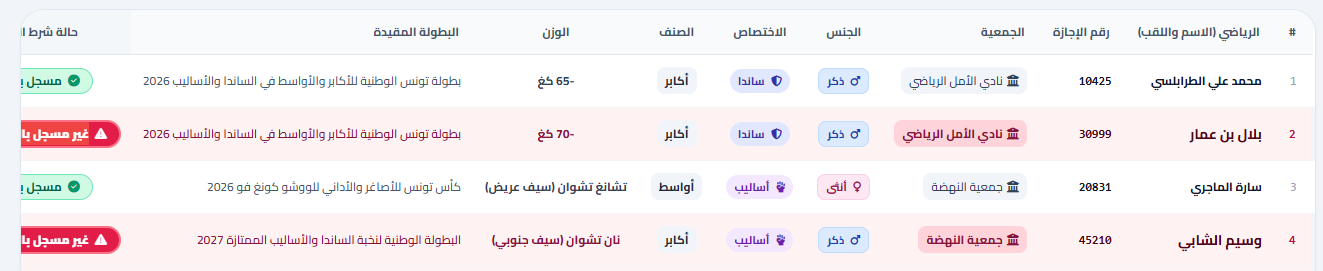 # الرياضي (الاسم واللقب) رقم الإجازة الجمعية الجنس الاختصاص الصنف الوزن البطولة المقيدة حالة شرط
1 محمد علي الطرابلسي 10425 نادي الأمل الرياضي ذكر ساندا أكابر -65 كغ بطولة تونس الوطنية للأكابر والأواسط في الساندا والأساليب 2026 مسجل
2 بلال بن عمار 30999 نادي الأمل الرياضي ذكر ساندا أكابر -70 كغ بطولة تونس الوطنية للأكابر والأواسط في الساندا والأساليب 2026 غير مسجل
3 سارة الماجري 20831 جمعية النهضة أنثى أساليب أواسط تشانغ تشوان (سيف عريض) كأس تونس للأصاغر والأداني للووشو كونغ فو 2026 مسجل
4 وسيم الشابي 45210 جمعية النهضة ذكر أساليب أكابر نان تشوان (سيف جنوبي) البطولة الوطنية لنخبة الساندا والأساليب الممتازة 2027 غير مسجل